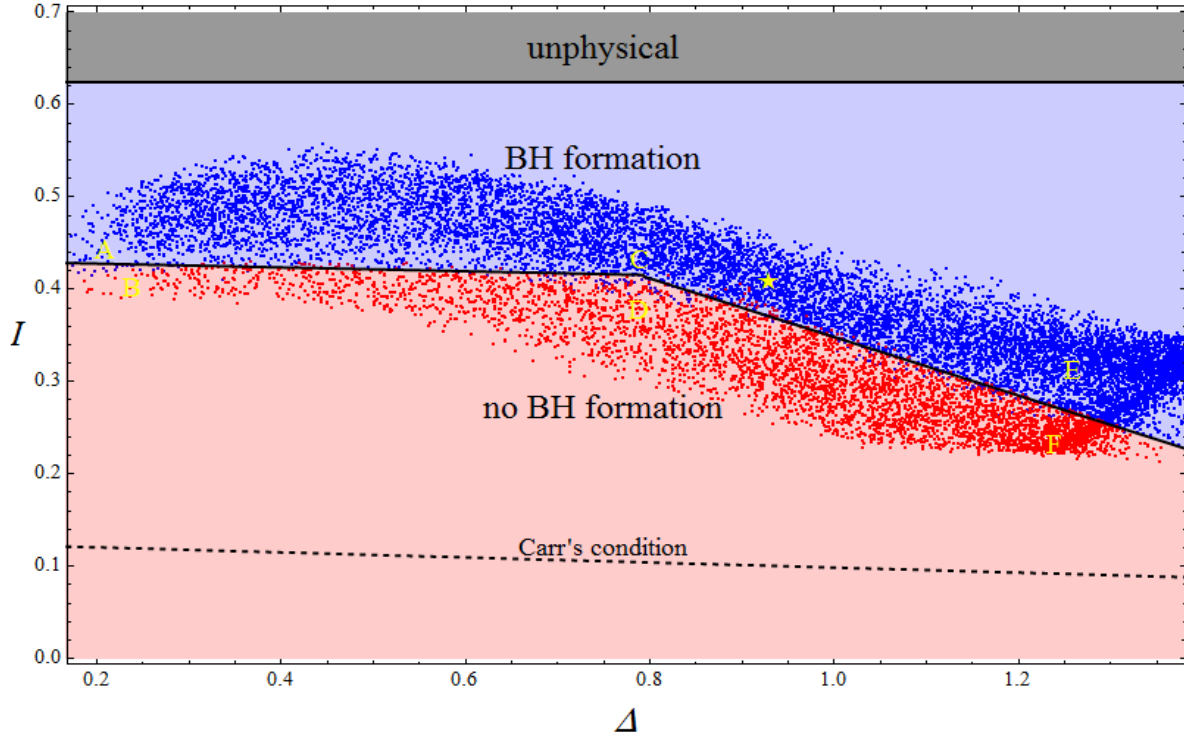 0.7
unphysical
0.6
BH formation
0.5
A
C
B
0.4
D
I
0.3
E
no BH formation
F
0.2
Carr's condition
0.1
0.0
0.2 0.4 0.6 0.8 1.0 1.2
Δ